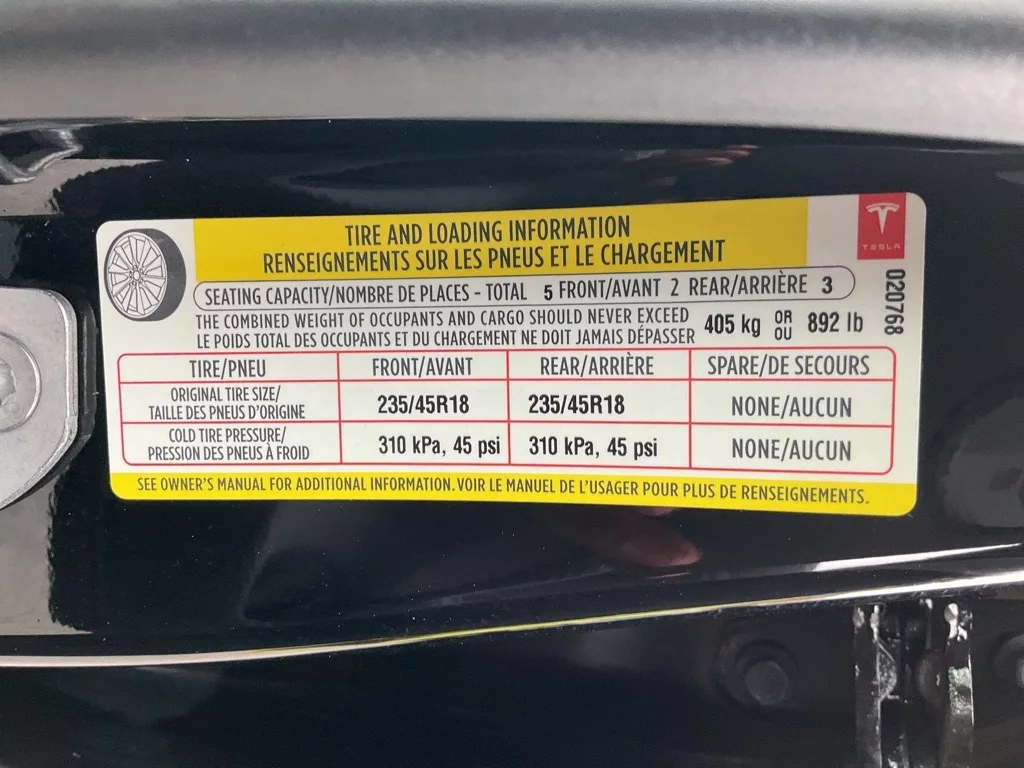 TIRE AND LOADING INFORMATION
RENSEIGNEMENTS SUR LES PNEUS ET LE CHARGEMENT
TESLA
020788
SEATING CAPACITY/NOMBRE DE PLACES - TOTAL 5 FRONT/AVANT 2 REAR/ARRIÈRE 3
THE COMBINED WEIGHT OF OCCUPANTS AND CARGO SHOULD NEVER EXCEED 405 kg OR 892 lb
LE POIDS TOTAL DES OCCUPANTS ET DU CHARGEMENT NE DOIT JAMAIS DÉPASSER OU
TIRE/PNEU FRONT/AVANT REAR/ARRIÈRE SPARE/DE SECOURS
ORIGINAL TIRE SIZE/
TAILLE DES PNEUS D'ORIGINE 235/45R18 235/45R18 NONE/AUCUN
COLD TIRE PRESSURE/
PRESSION DES PNEUS À FROID 310 kPa, 45 psi 310 kPa, 45 psi NONE/AUCUN
SEE OWNER'S MANUAL FOR ADDITIONAL INFORMATION. VOIR LE MANUEL DE L'USAGER POUR PLUS DE RENSEIGNEMENTS.